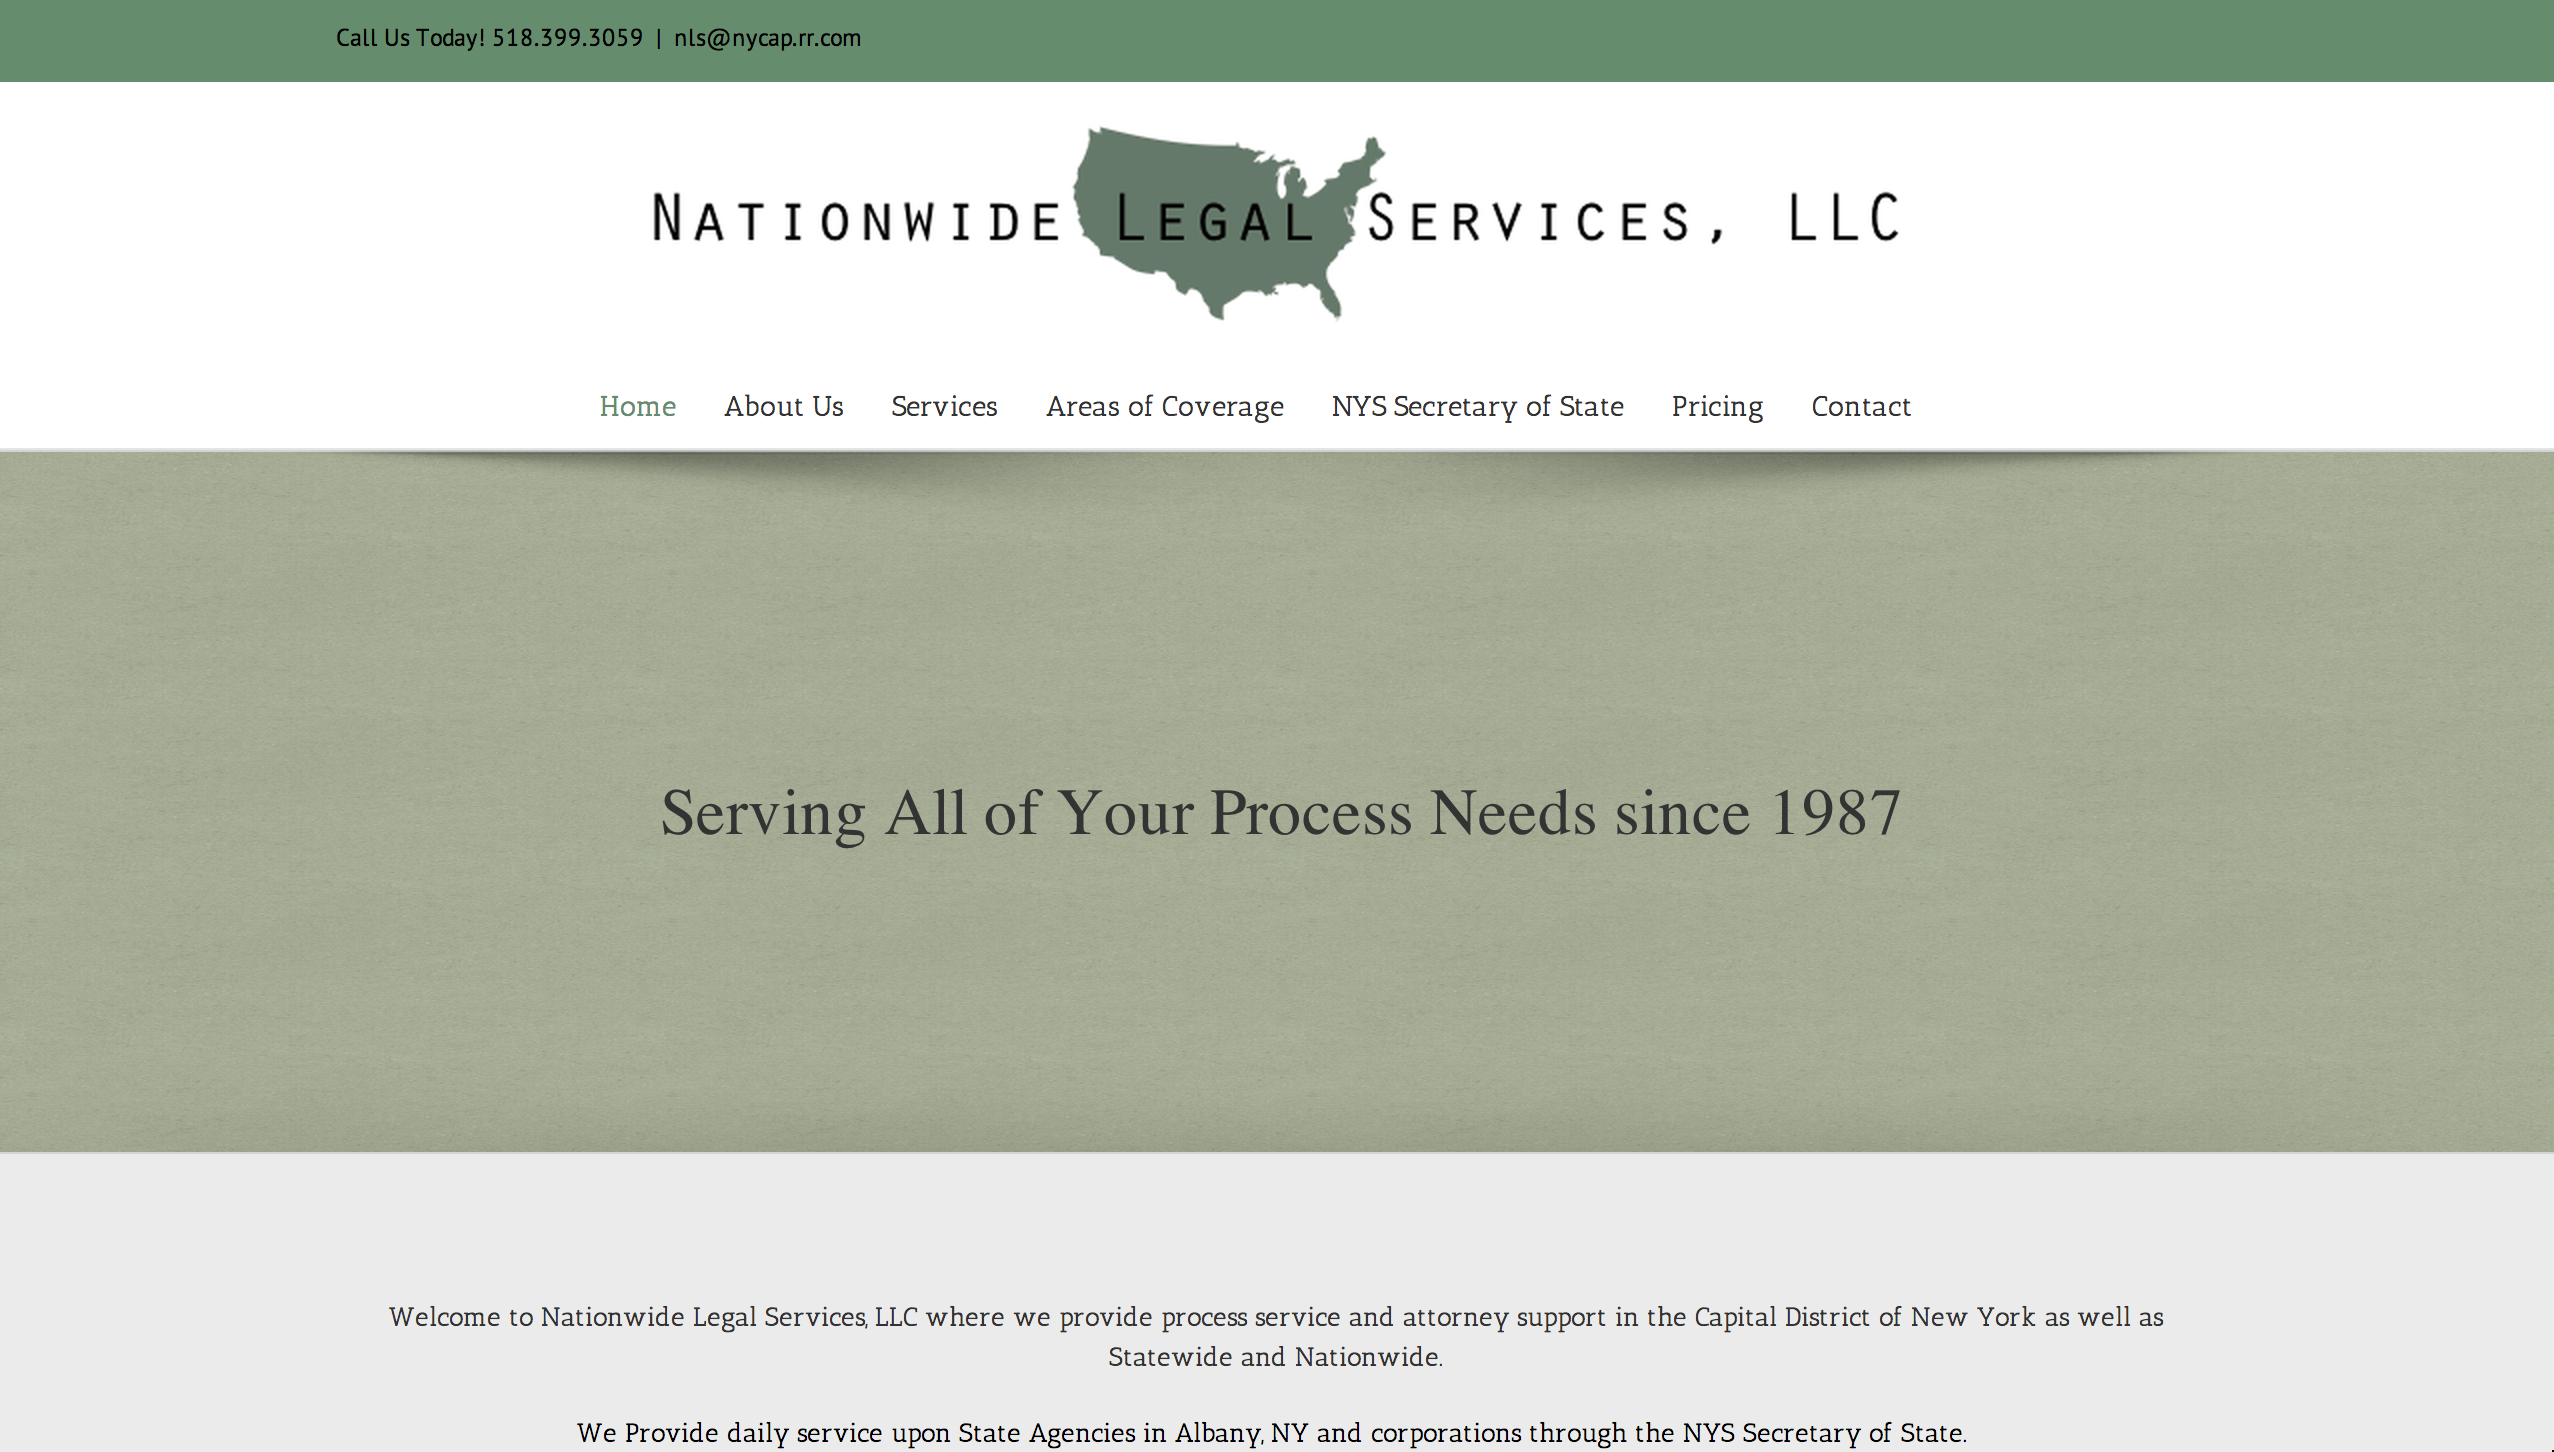 Call Us Today! 518.399.3059 | nls@nycap.rr.com
Nationwide Legal Services, LLC
Home About Us Services Areas of Coverage NYS Secretary of State Pricing Contact
Serving All of Your Process Needs since 1987
Welcome to Nationwide Legal Services, LLC where we provide process service and attorney support in the Capital District of New York as well as
Statewide and Nationwide.
We Provide daily service upon State Agencies in Albany, NY and corporations through the NYS Secretary of State.